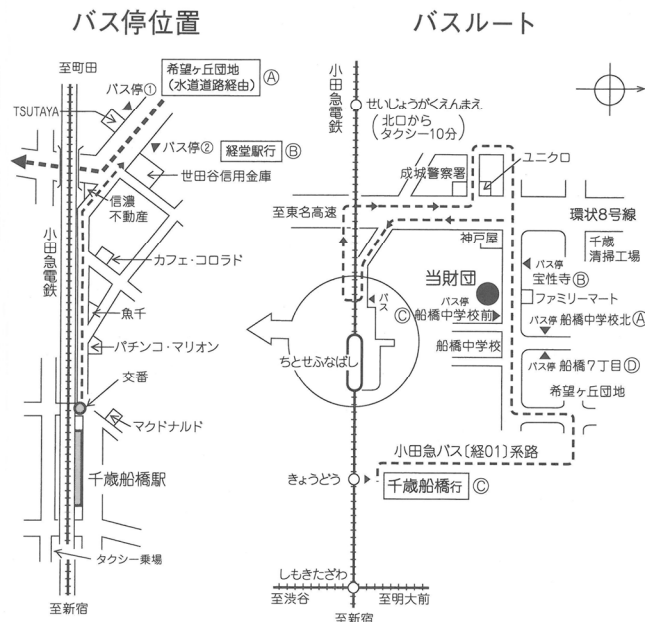 バス停位置
至町田
バス停①
希望ヶ丘団地
(水道道路経由)
Ⓐ
TSUTAYA
バス停②
経堂駅行
Ⓑ
世田谷信用金庫
信濃
不動産
小田急電鉄
カフェ・コロラド
魚千
パチンコ・マリオン
交番
マクドナルド
千歳船橋駅
タクシー乗場
至新宿
バスルート
小田急電鉄
せいじょうがくえんまえ
(北口から
タクシー10分)
成城警察署
ユニクロ
至東名高速
環状8号線
神戸屋
千歳
清掃工場
バス停
宝性寺Ⓑ
当財団
ファミリーマート
バス
バス停
Ⓒ船橋中学校前
バス停 船橋中学校北Ⓐ
船橋中学校
ちとせふなばし
バス停 船橋7丁目Ⓓ
希望ヶ丘団地
小田急バス〔経01〕系路
きょうどう
千歳船橋行
Ⓒ
しもきたざわ
至渋谷
至明大前
至新宿